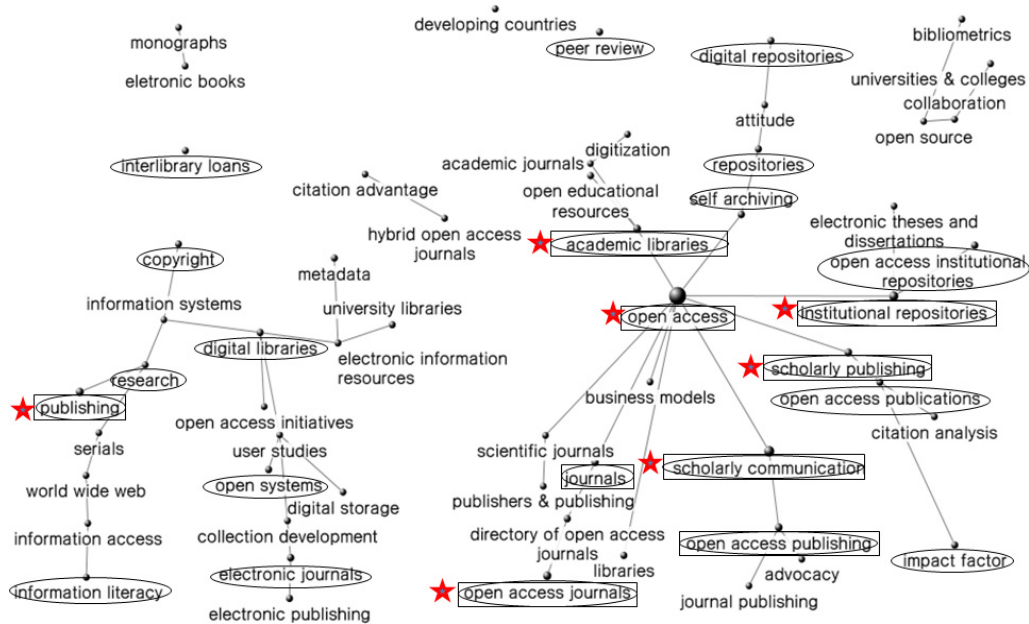 developing countries
monographs
peer review
digital repositories
bibliometrics
eletronic books
universities & colleges
collaboration
attitude
open source
digitization
interlibrary loans
academic journals
repositories
citation advantage
open educational
resources
self archiving
hybrid open access
journals
academic libraries
electronic theses and
dissertations
open access institutional
repositories
copyright
metadata
information systems
university libraries
open access
institutional repositories
digital libraries
electronic information
resources
research
scholarly publishing
publishing
business models
open access publications
open access initiatives
citation analysis
serials
user studies
scientific journals
scholarly communication
journals
open systems
world wide web
digital storage
publishers & publishing
information access
collection development
directory of open access
journals
open access publishing
libraries
impact factor
information literacy
electronic journals
advocacy
open access journals
journal publishing
electronic publishing